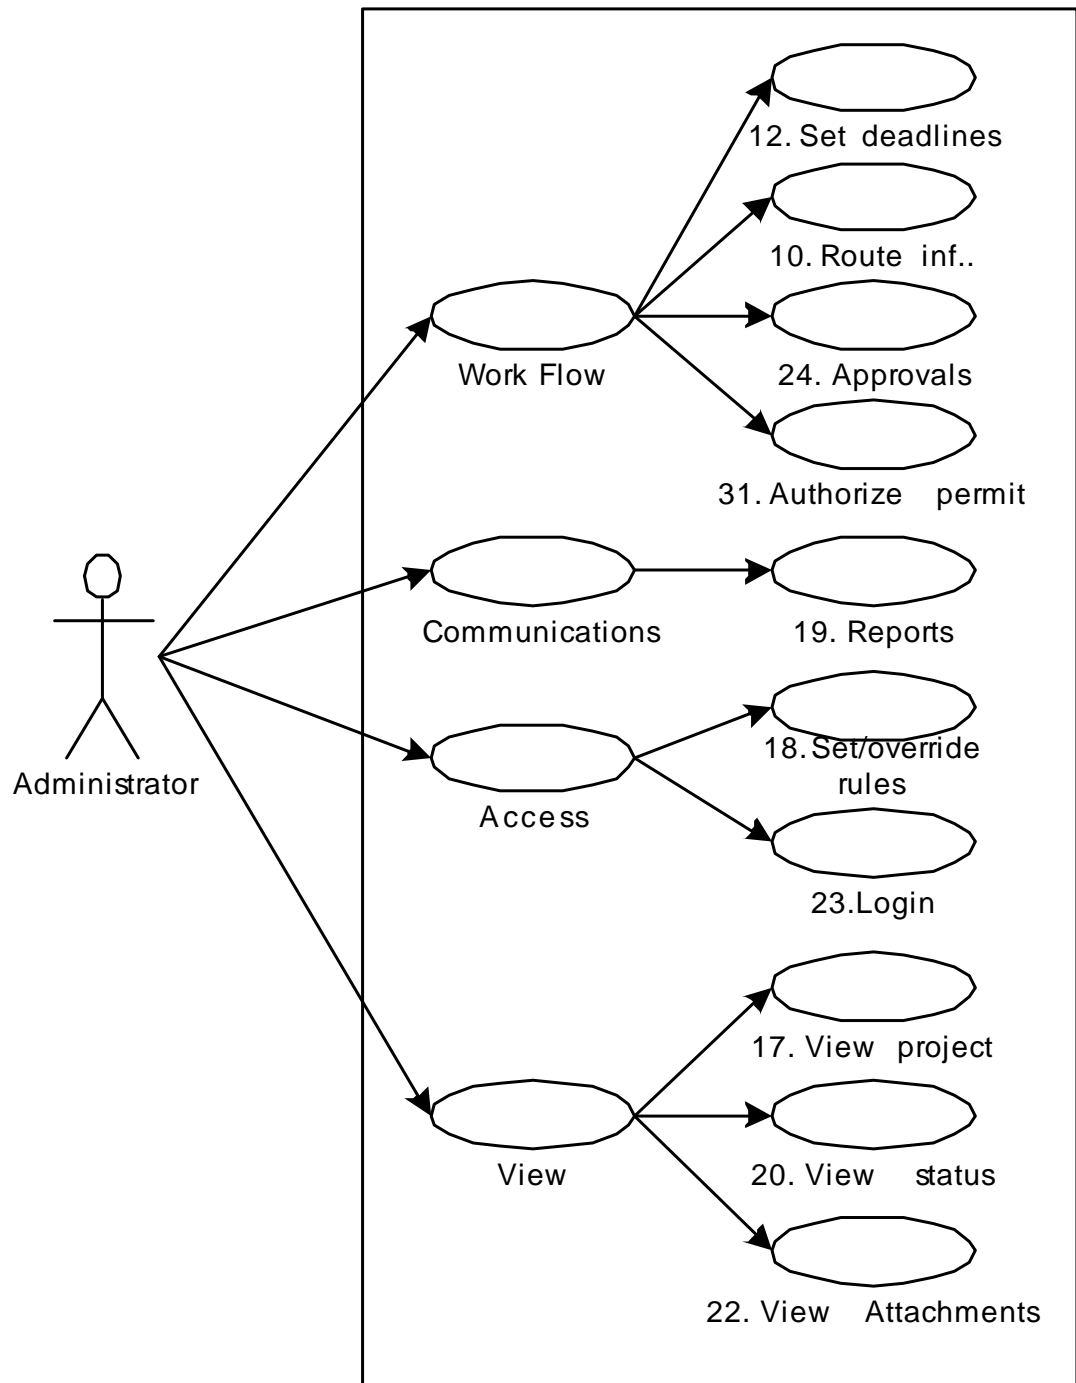 12. Set deadlines
10. Route inf..
Work Flow
24. Approvals
31. Authorize permit
Communications
19. Reports
Administrator
18.Set/override
rules
Access
23.Login
17. View project
View
20. View status
22. View Attachments